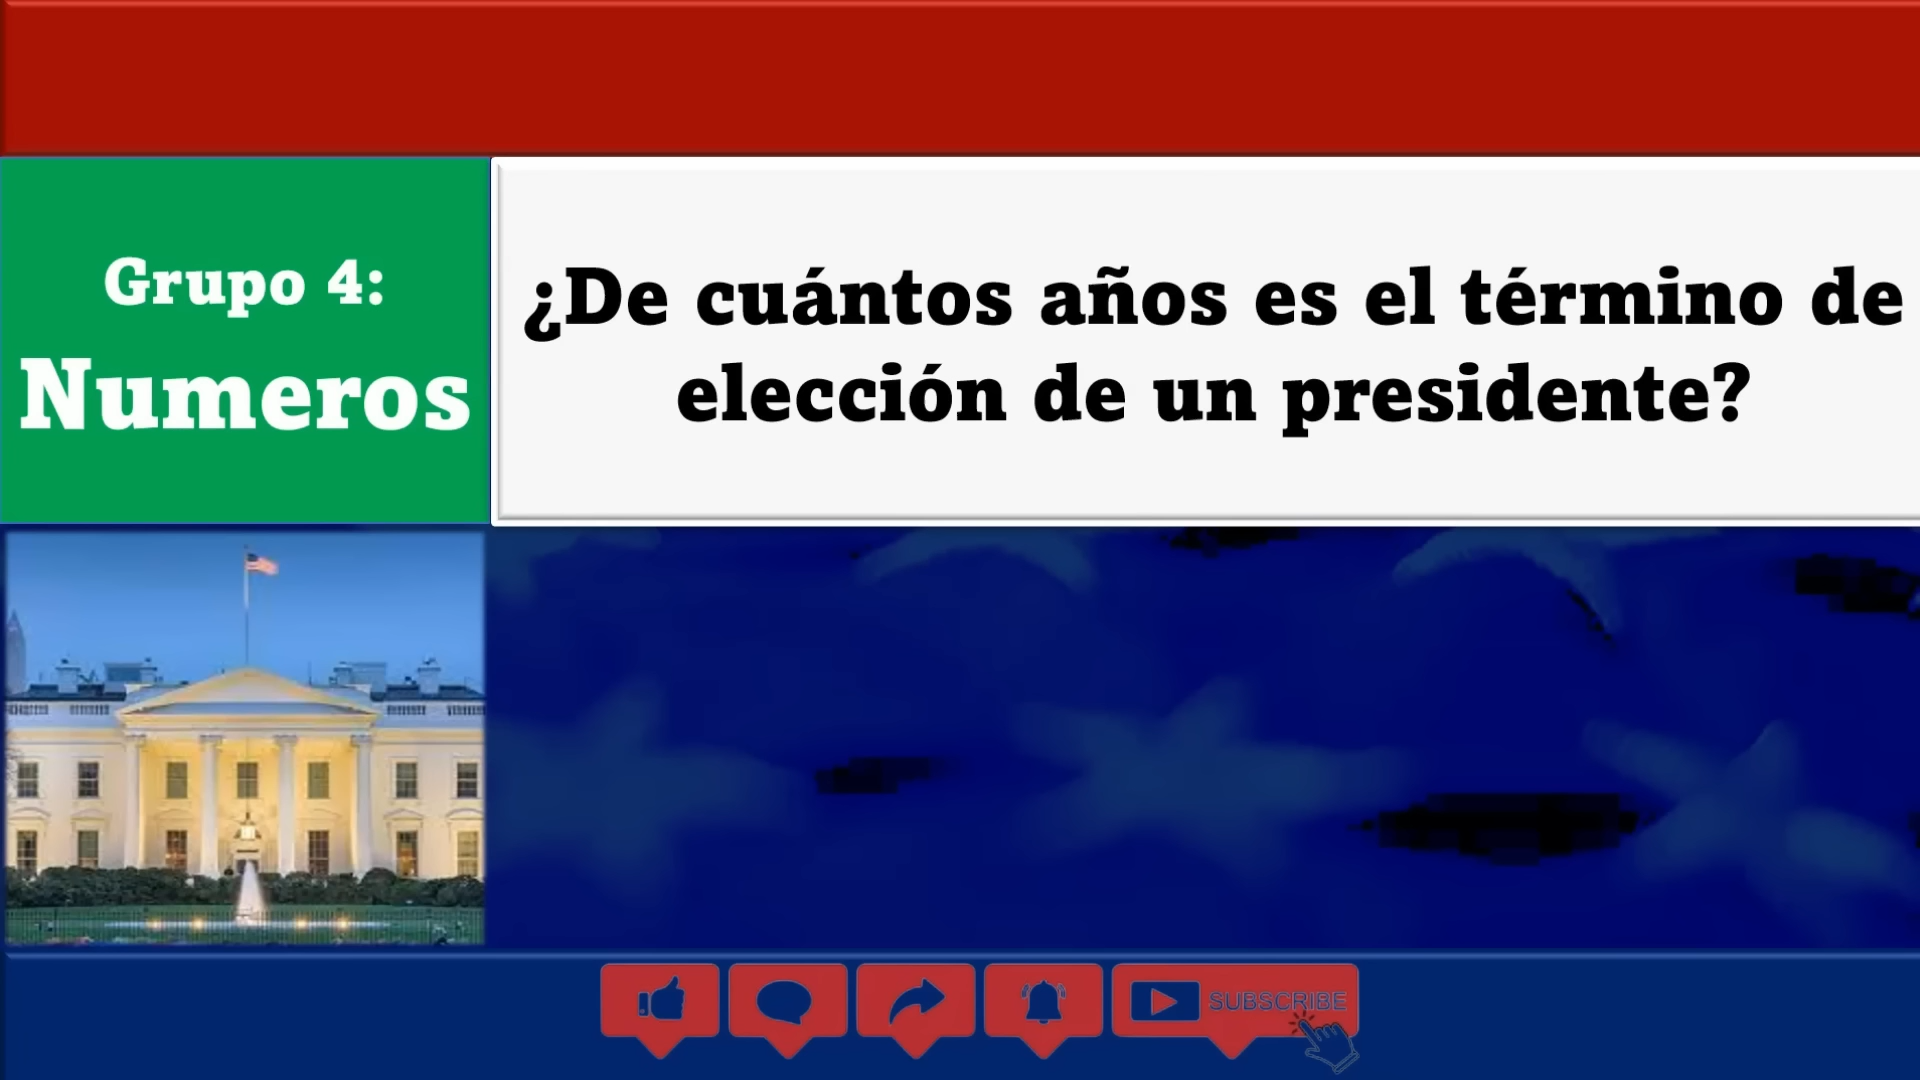 Grupo 4:
Numeros
¿De cuántos años es el término de
elección de un presidente?
SUBSCRIBE